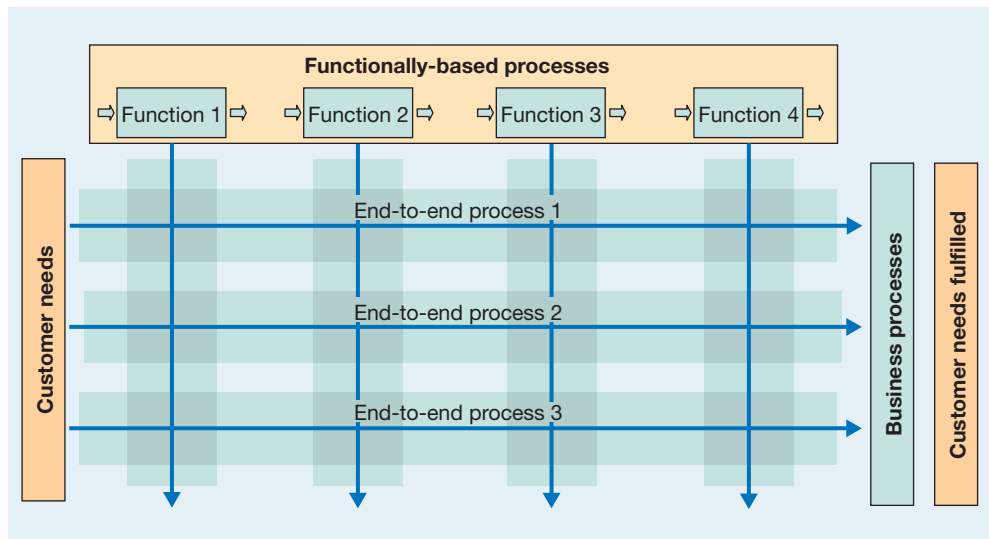 Functionally-based processes
Function 1
Function 2
Function 3
Function 4
Customer needs
End-to-end process 1
End-to-end process 2
End-to-end process 3
Business processes
Customer needs fulfilled